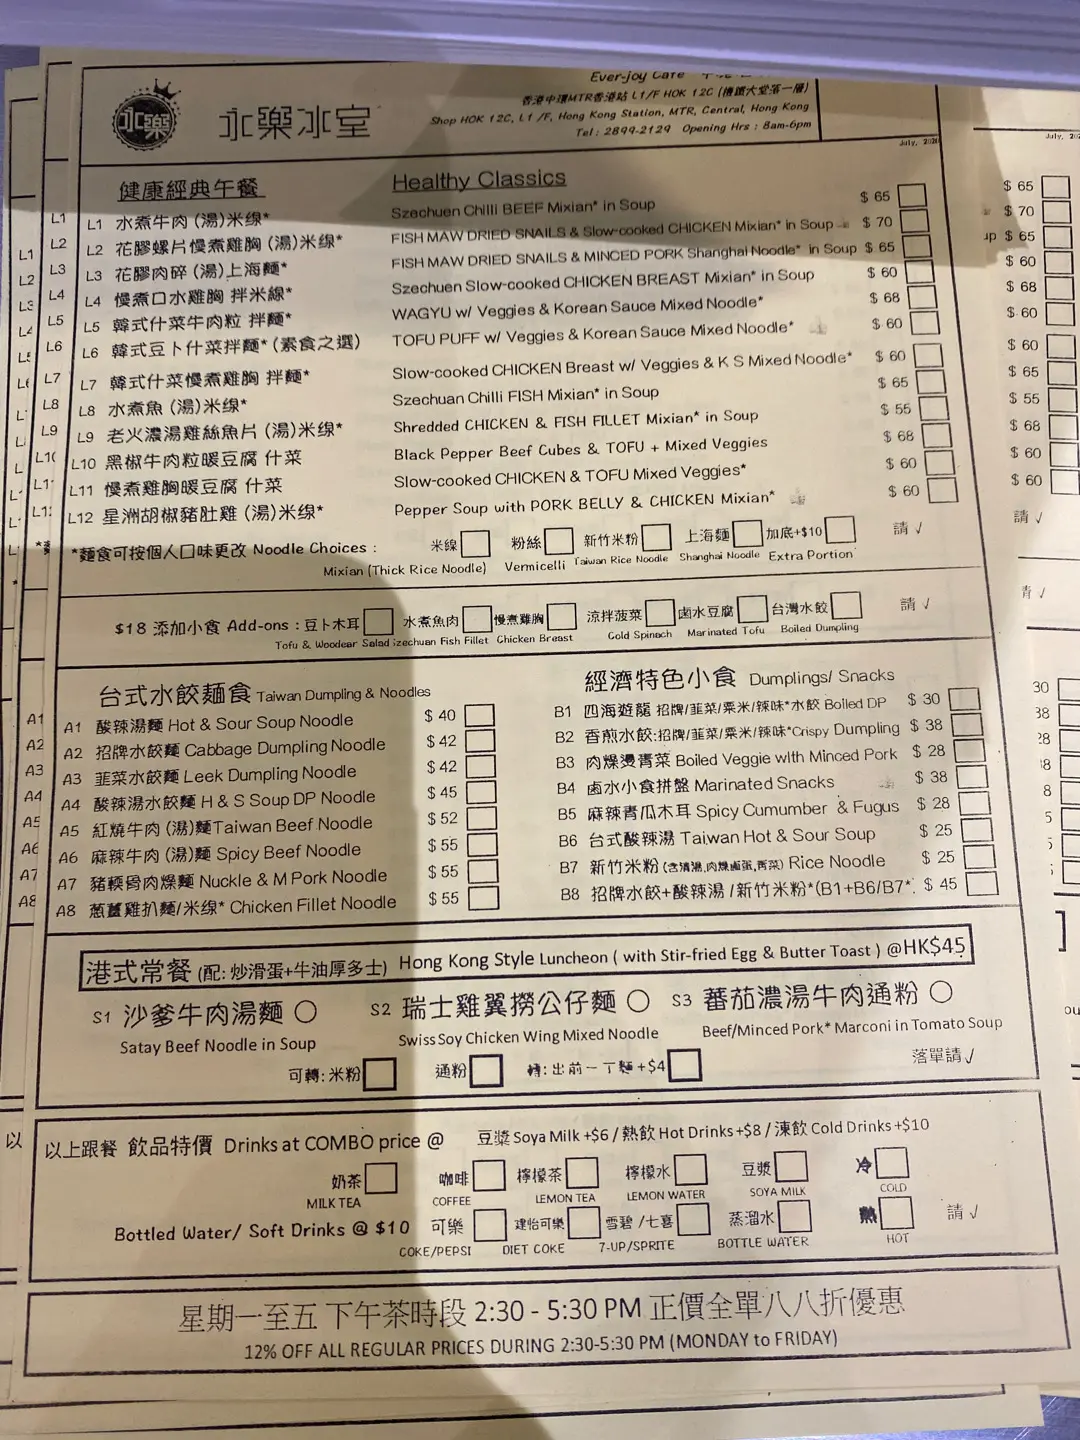 永樂
永樂冰室
Ever-joy Cafe
香港中環MTR香港站 L1/F HOK 12C (機鐵大堂落一層)
Shop HOK 12C, L1 /F, Hong Kong Station, MTR, Central, Hong Kong
Tel : 2899-2129 Opening Hrs : 8am-6pm
健康經典午餐 Healthy Classics
L1 水煮牛肉 (湯)米線* Szechuen Chilli BEEF Mixian* in Soup $ 65
L2 花膠螺片慢煮雞胸 (湯)米線* FISH MAW DRIED SNAILS & Slow-cooked CHICKEN Mixian* in Soup $ 70
L3 花膠肉碎 (湯)上海麵* FISH MAW DRIED SNAILS & MINCED PORK Shanghai Noodle* in Soup $ 65
L4 慢煮口水雞胸 拌米線* Szechuen Slow-cooked CHICKEN BREAST Mixian* in Soup $ 60
L5 韓式什菜牛肉粒 拌麵* WAGYU w/ Veggies & Korean Sauce Mixed Noodle* $ 68
L6 韓式豆卜什菜拌麵* (素食之選) TOFU PUFF w/ Veggies & Korean Sauce Mixed Noodle* $ 60
L7 韓式什菜慢煮雞胸 拌麵* Slow-cooked CHICKEN Breast w/ Veggies & K S Mixed Noodle* $ 60
L8 水煮魚 (湯)米線* Szechuan Chilli FISH Mixian* in Soup $ 65
L9 老火濃湯雞絲魚片 (湯)米線* Shredded CHICKEN & FISH FILLET Mixian* in Soup $ 55
L10 黑椒牛肉粒暖豆腐 什菜 Black Pepper Beef Cubes & TOFU + Mixed Veggies $ 68
L11 慢煮雞胸暖豆腐 什菜 Slow-cooked CHICKEN & TOFU Mixed Veggies* $ 60
L12 星洲胡椒豬肚雞 (湯)米線* Pepper Soup with PORK BELLY & CHICKEN Mixian* $ 60
*麵食可按個人口味更改 Noodle Choices : 米線 粉絲 新竹米粉 上海麵 加底+$10 請 √
Mixian (Thick Rice Noodle) Vermicelli Taiwan Rice Noodle Shanghai Noodle Extra Portion
$18 添加小食 Add-ons : 豆卜木耳 水煮魚肉 慢煮雞胸 涼拌菠菜 鹵水豆腐 台灣水餃 請 √
Tofu & Woodear Salad Szechuan Fish Fillet Chicken Breast Cold Spinach Marinated Tofu Boiled Dumpling
台式水餃麵食 Taiwan Dumpling & Noodles
A1 酸辣湯麵 Hot & Sour Soup Noodle $ 40
A2 招牌水餃麵 Cabbage Dumpling Noodle $ 42
A3 韮菜水餃麵 Leek Dumpling Noodle $ 42
A4 酸辣湯水餃麵 H & S Soup DP Noodle $ 45
A5 紅燒牛肉 (湯)麵 Taiwan Beef Noodle $ 52
A6 麻辣牛肉 (湯)麵 Spicy Beef Noodle $ 55
A7 豬輭骨肉燥麵 Nuckle & M Pork Noodle $ 55
A8 蔥薑雞扒麵/米線* Chicken Fillet Noodle $ 55
經濟特色小食 Dumplings/ Snacks
B1 四海遊龍 招牌/韮菜/粟米/辣味*水餃 Boiled DP $ 30
B2 香煎水餃:招牌/韮菜/粟米/辣味*Crispy Dumpling $ 38
B3 肉燥燙青菜 Boiled Veggie with Minced Pork $ 28
B4 鹵水小食拼盤 Marinated Snacks $ 38
B5 麻辣青瓜木耳 Spicy Cumumber & Fugus $ 28
B6 台式酸辣湯 Taiwan Hot & Sour Soup $ 25
B7 新竹米粉 (含清湯,肉燥鹵蛋,青菜) Rice Noodle $ 25
B8 招牌水餃+酸辣湯 /新竹米粉*(B1+B6/B7* $ 45
港式常餐 (配: 炒滑蛋+牛油厚多士) Hong Kong Style Luncheon ( with Stir-fried Egg & Butter Toast ) @HK$45
S1 沙爹牛肉湯麵 S2 瑞士雞翼撈公仔麵 S3 蕃茄濃湯牛肉通粉
Satay Beef Noodle in Soup Swiss Soy Chicken Wing Mixed Noodle Beef/Minced Pork* Marconi in Tomato Soup
可轉: 米粉 通粉 轉: 出前一丁麵 +$4 落單請√
以上跟餐 飲品特價 Drinks at COMBO price @ 豆漿 Soya Milk +$6 / 熱飲 Hot Drinks +$8 / 凍飲 Cold Drinks +$10
奶茶 咖啡 檸檬茶 檸檬水 豆漿 冷
MILK TEA COFFEE LEMON TEA LEMON WATER SOYA MILK COLD
Bottled Water/ Soft Drinks @ $10 可樂 健怡可樂 雪碧 /七喜 蒸溜水 熱 請 √
COKE/PEPSI DIET COKE 7-UP/SPRITE BOTTLE WATER HOT
星期一至五 下午茶時段 2:30 - 5:30 PM 正價全單八八折優惠
12% OFF ALL REGULAR PRICES DURING 2:30-5:30 PM (MONDAY to FRIDAY)